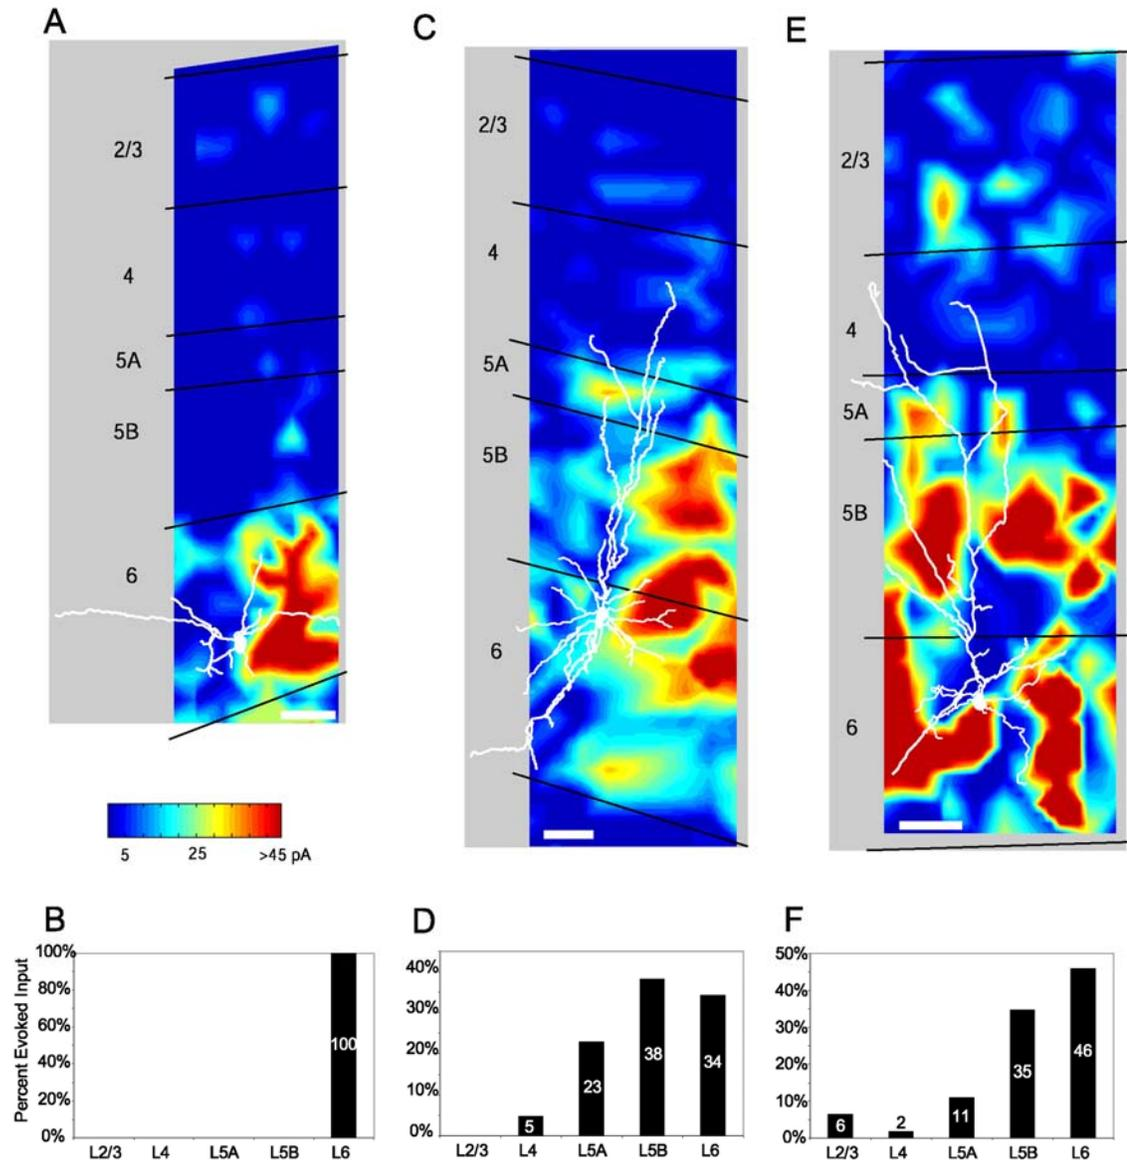 A
C
E
2/3
4
5A
5B
6
2/3
4
5A
5B
6
2/3
4
5A
5B
6
5 25 >45 pA
B
D
F
Percent Evoked Input
100%
80%
60%
40%
20%
0%
100
L2/3 L4 L5A L5B L6
40%
30%
20%
10%
0%
5 23 38 34
L2/3 L4 L5A L5B L6
50%
40%
30%
20%
10%
0%
6 2 11 35 46
L2/3 L4 L5A L5B L6